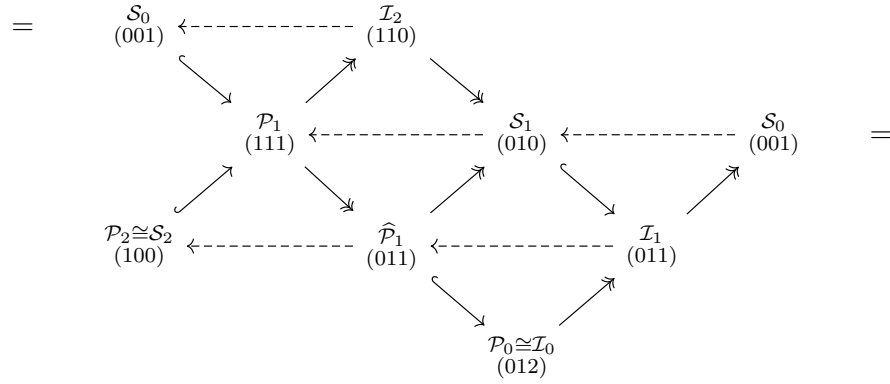 = 𝒮₀ ℐ₂
(001) (110)
𝒫₁ 𝒮₁ 𝒮₀ =
(111) (010) (001)
𝒫₂≅𝒮₂ 𝒫̂₁ ℐ₁
(100) (011) (011)
𝒫₀≅ℐ₀
(012)